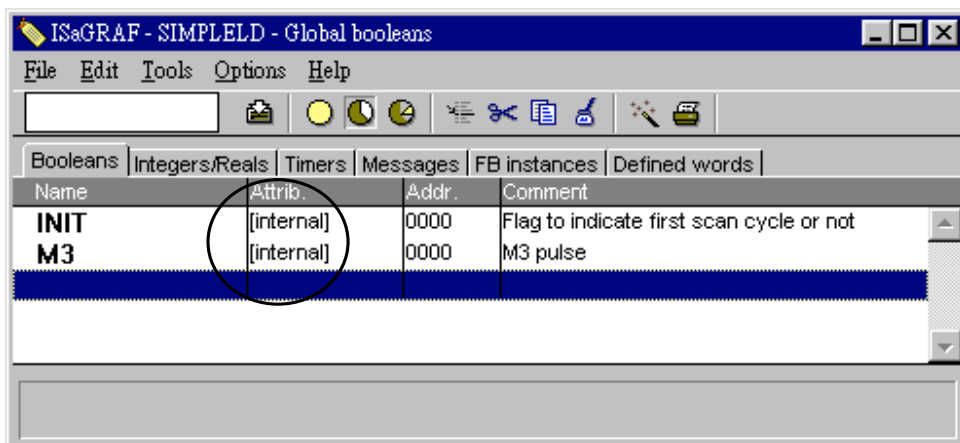 ISaGRAF - SIMPLELD - Global booleans
File Edit Tools Options Help
Booleans Integers/Reals Timers Messages FB instances Defined words
Name Attrib. Addr. Comment
INIT [internal] 0000 Flag to indicate first scan cycle or not
M3 [internal] 0000 M3 pulse